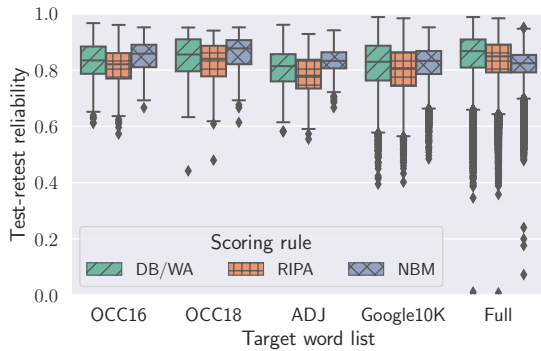 Test-retest reliability
1.0
0.8
0.6
0.4
0.2
0.0
Scoring rule
DB/WA RIPA NBM
OCC16 OCC18 ADJ Google10K Full
Target word list